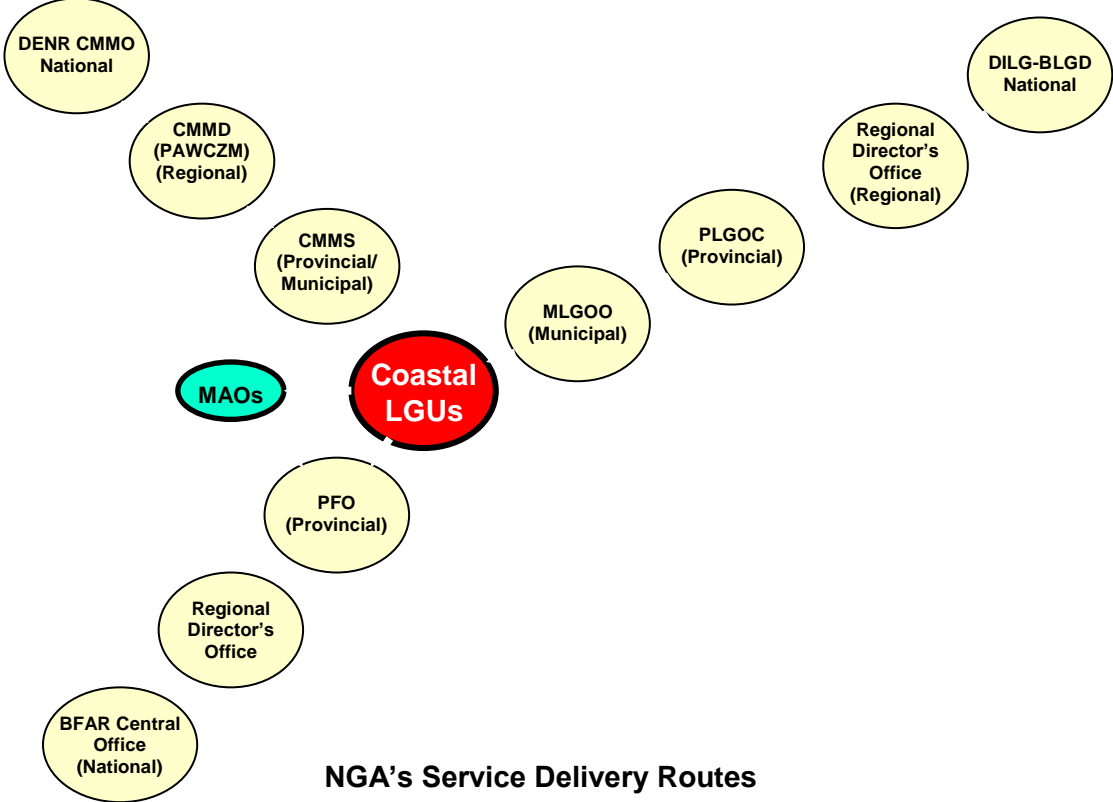 DENR CMMO
National
DILG-BLGD
National
CMMD
(PAWCZM)
(Regional)
Regional
Director's
Office
(Regional)
CMMS
(Provincial/
Municipal)
PLGOC
(Provincial)
MLGOO
(Municipal)
MAOs
Coastal
LGUs
PFO
(Provincial)
Regional
Director's
Office
BFAR Central
Office
(National)
NGA's Service Delivery Routes